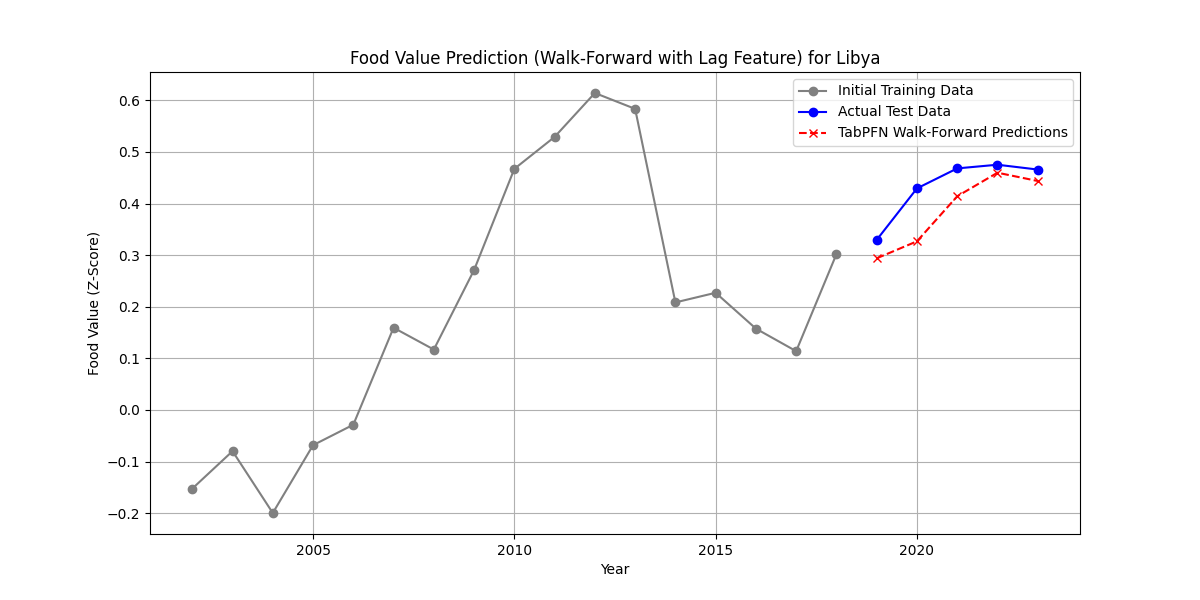 Food Value Prediction (Walk-Forward with Lag Feature) for Libya
Initial Training Data
Actual Test Data
TabPFN Walk-Forward Predictions
Food Value (Z-Score)
0.6
0.5
0.4
0.3
0.2
0.1
0.0
−0.1
−0.2
2005 2010 2015 2020
Year